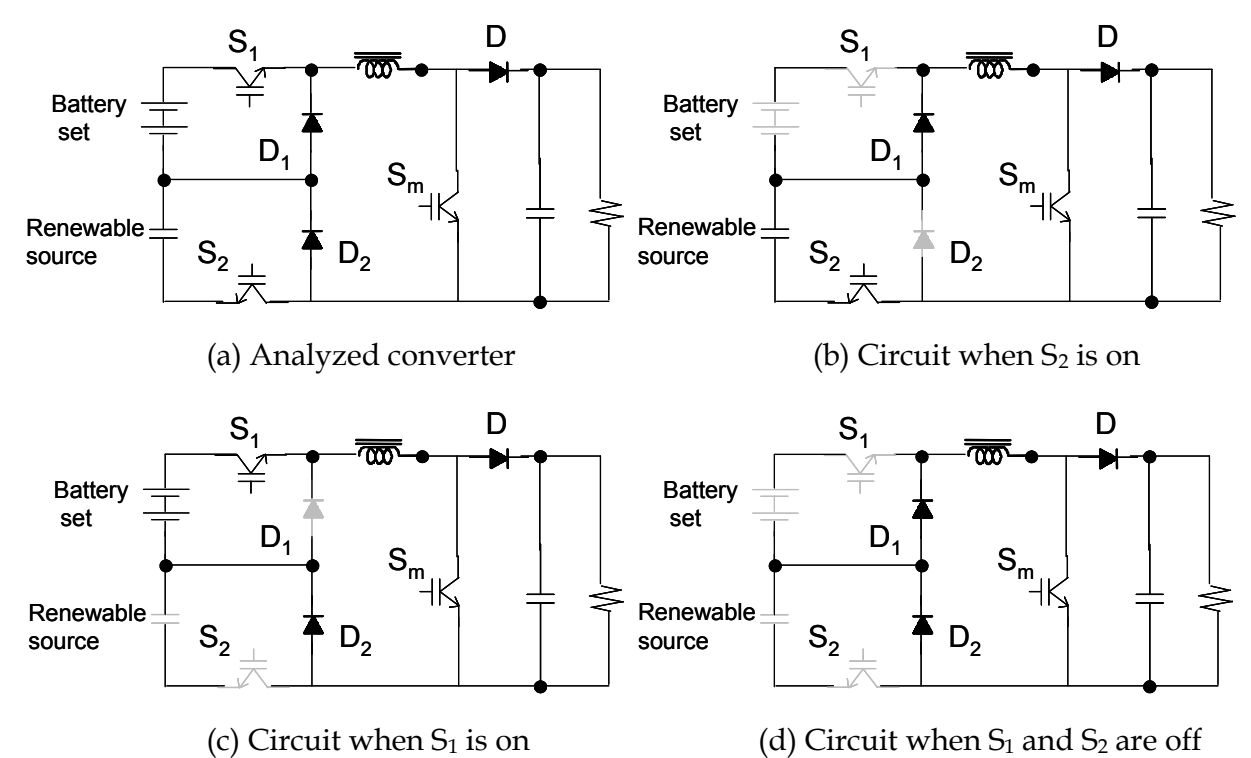 S₁
D
Battery
set
D₁
Sₘ
Renewable
source
S₂
D₂
(a) Analyzed converter
S₁
D
Battery
set
D₁
Sₘ
Renewable
source
S₂
D₂
(b) Circuit when S₂ is on
S₁
D
Battery
set
D₁
Sₘ
Renewable
source
S₂
D₂
(c) Circuit when S₁ is on
S₁
D
Battery
set
D₁
Sₘ
Renewable
source
S₂
D₂
(d) Circuit when S₁ and S₂ are off